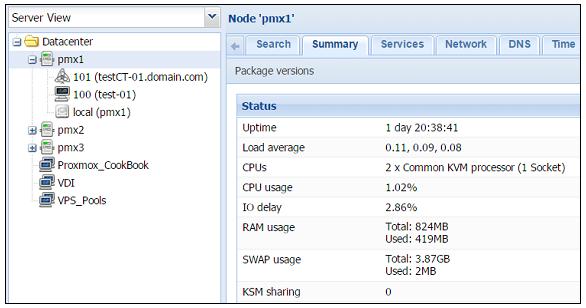 Server View
Datacenter
pmx1
101 (testCT-01.domain.com)
100 (test-01)
local (pmx1)
pmx2
pmx3
Proxmox_CookBook
VDI
VPS_Pools
Node 'pmx1'
Search Summary Services Network DNS Time
Package versions
Status
Uptime 1 day 20:38:41
Load average 0.11, 0.09, 0.08
CPUs 2 x Common KVM processor (1 Socket)
CPU usage 1.02%
IO delay 2.86%
RAM usage Total: 824MB
Used: 419MB
SWAP usage Total: 3.87GB
Used: 2MB
KSM sharing 0